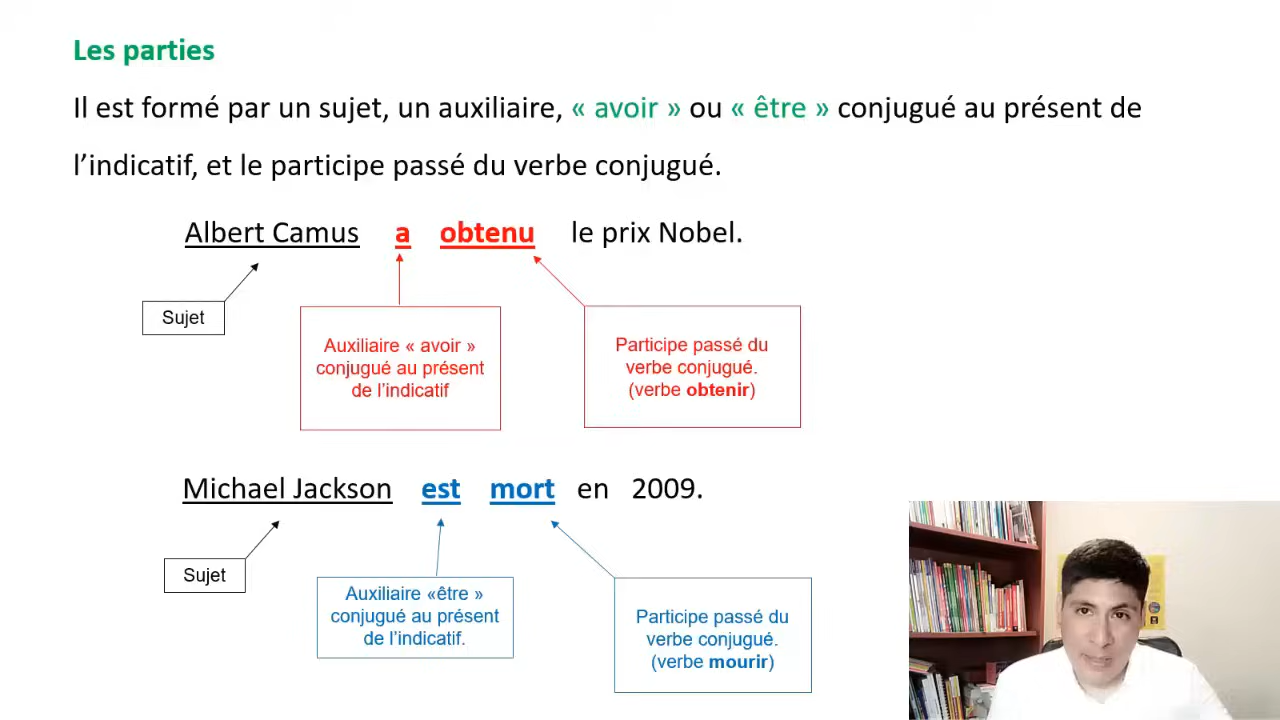 Les parties
Il est formé par un sujet, un auxiliaire, « avoir » ou « être » conjugué au présent de
l’indicatif, et le participe passé du verbe conjugué.
Albert Camus a obtenu le prix Nobel.
Sujet
Auxiliaire « avoir »
conjugué au présent
de l’indicatif
Participe passé du
verbe conjugué.
(verbe obtenir)
Michael Jackson est mort en 2009.
Sujet
Auxiliaire «être »
conjugué au présent
de l’indicatif.
Participe passé du
verbe conjugué.
(verbe mourir)